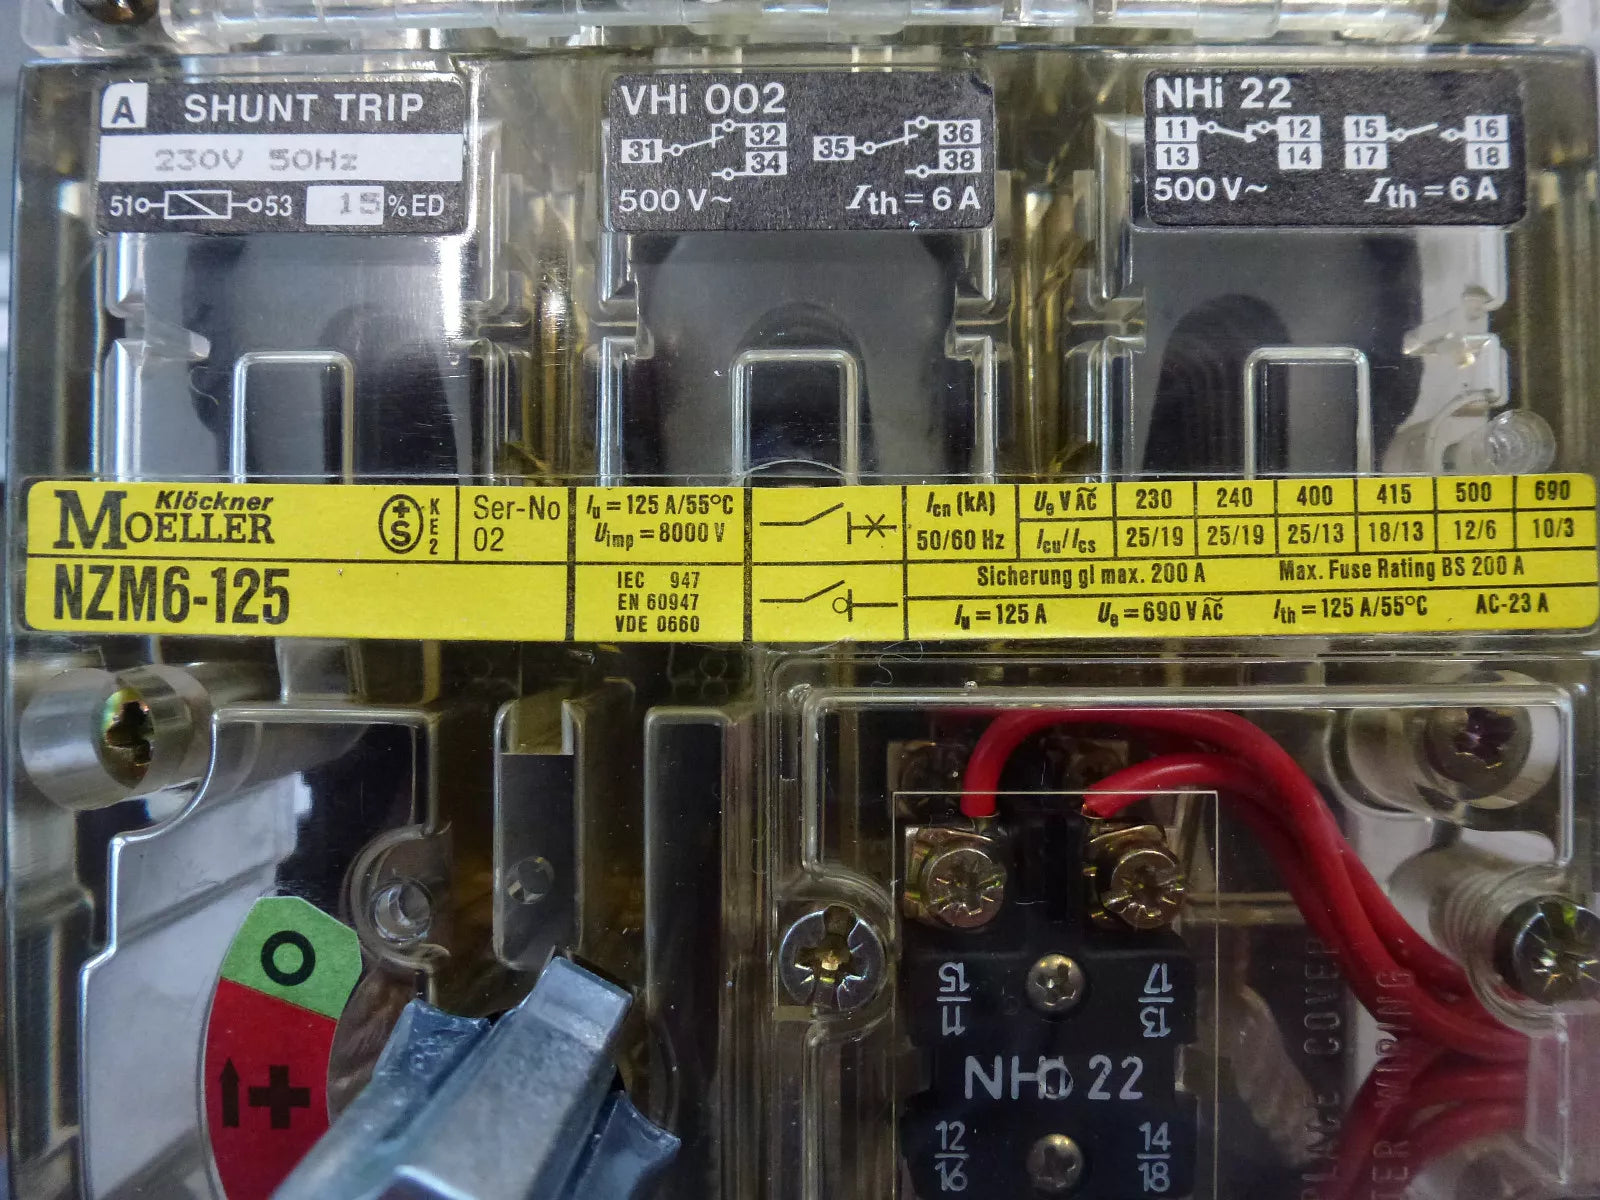 A SHUNT TRIP
230V 50Hz
51 53 15 % ED
VHi 002
31 32 34 35 36 38
500 V~ Ith = 6 A
NHi 22
11 12 15 16
13 14 17 18
500 V~ Ith = 6 A
Klöckner
MOELLER
NZM6-125
+S
KE2
Ser-No
02
Iu = 125 A/55°C
Uimp = 8000 V
IEC 947
EN 60947
VDE 0660
Icn (kA) Ue V AC 230 240 400 415 500 690
50/60 Hz Icu/Ics 25/19 25/19 25/13 18/13 12/6 10/3
Sicherung gl max. 200 A Max. Fuse Rating BS 200 A
Iu = 125 A Ue = 690 V AC Ith = 125 A/55°C AC-23 A
O
+
15 17
11 13
NHi 22
12 14
16 18
COVER
WIRING